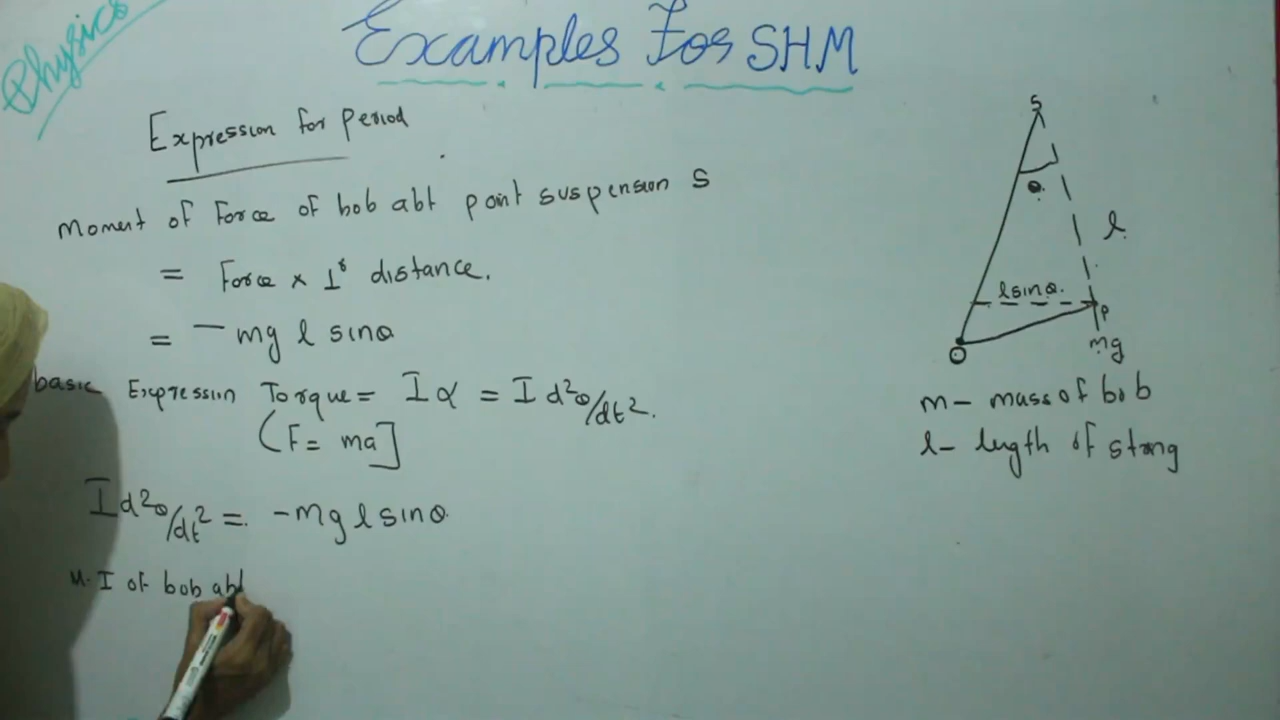 Physics
Examples For SHM
Expression for period
Moment of Force of bob abt point suspension S
= Force × ⊥r distance.
= - mg l sinθ
basic Expression Torque = Iα = I d²θ/dt².
(F = ma]
I d²θ/dt² = -mg l sinθ
M.I of bob abt
S
θ
l
l sinθ
P
O
mg
m - mass of bob
l - length of string